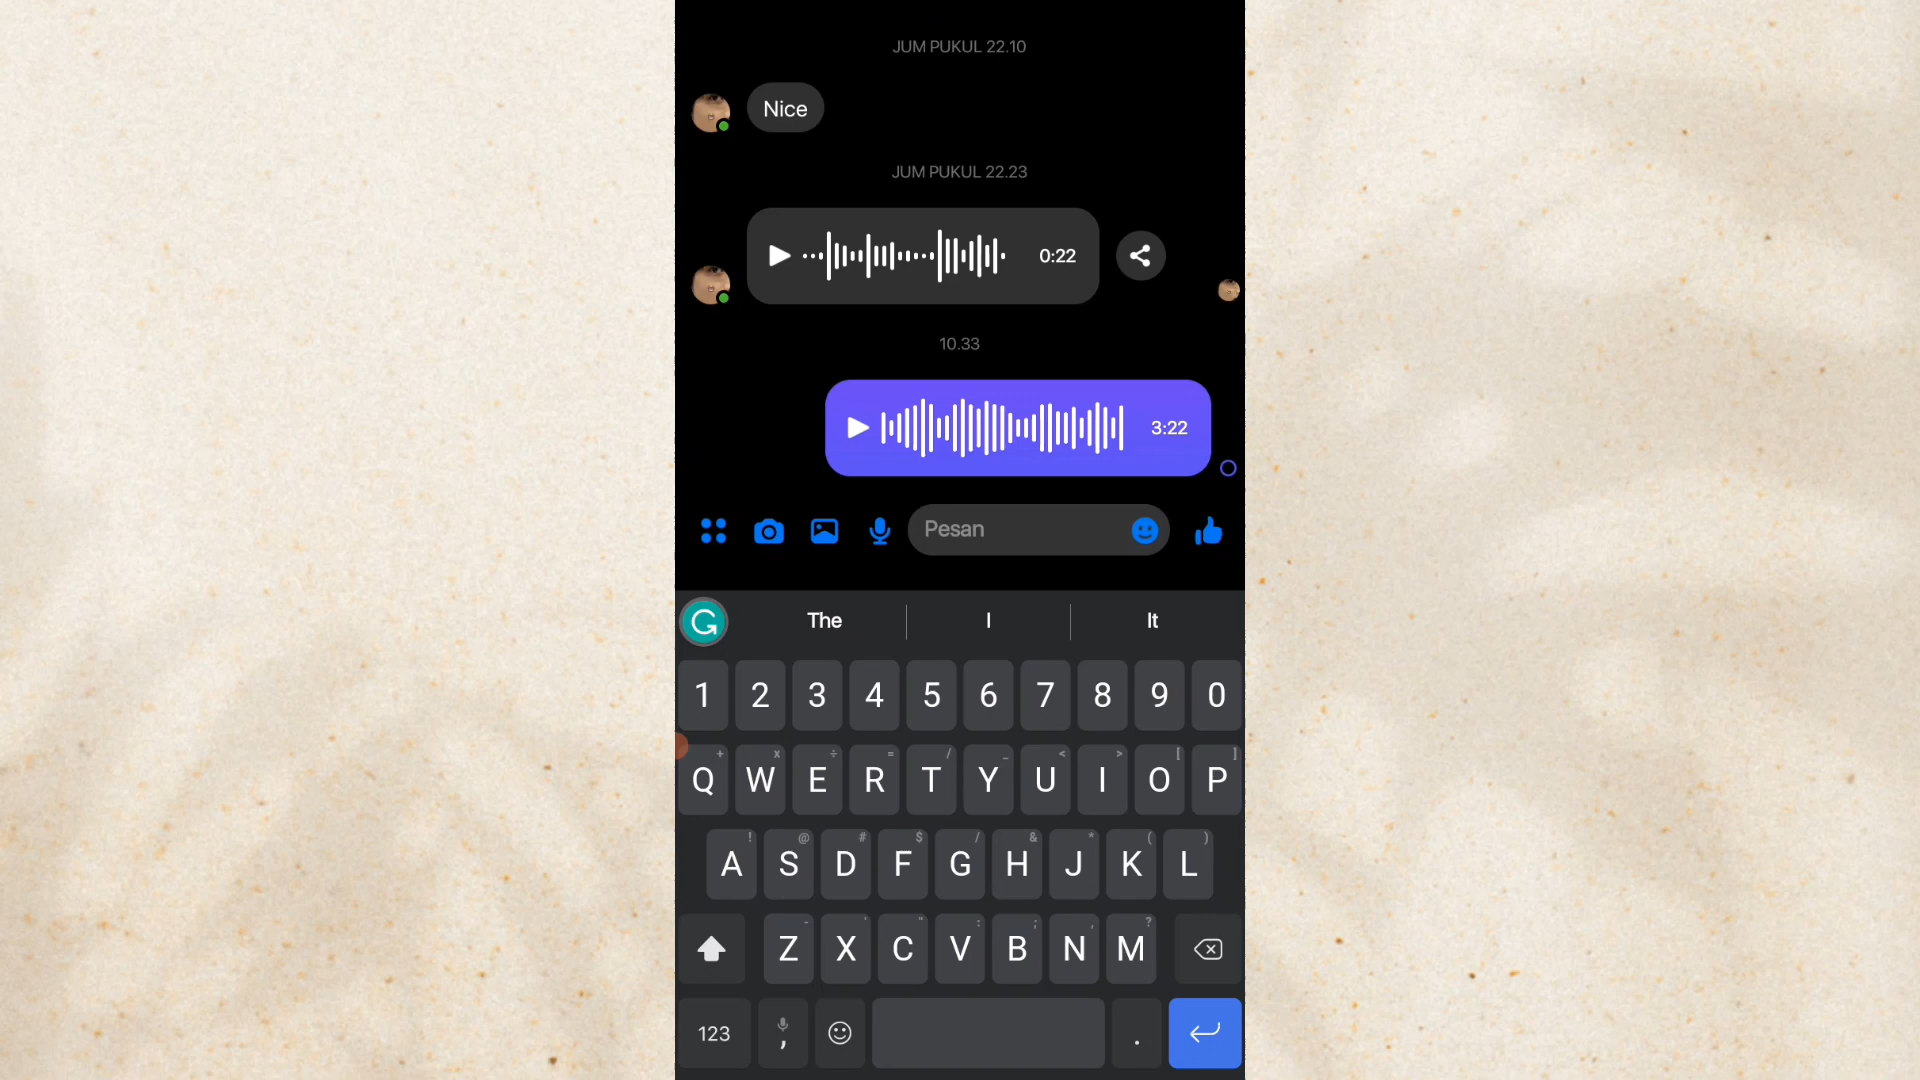 JUM PUKUL 22.10
Nice
JUM PUKUL 22.23
0:22
10.33
3:22
Pesan
The I It
1 2 3 4 5 6 7 8 9 0
+ x ÷ = / _ < > [ ]
Q W E R T Y U I O P
! @ # $ / & * ( )
A S D F G H J K L
- ' " : ; , ?
Z X C V B N M
123 , .